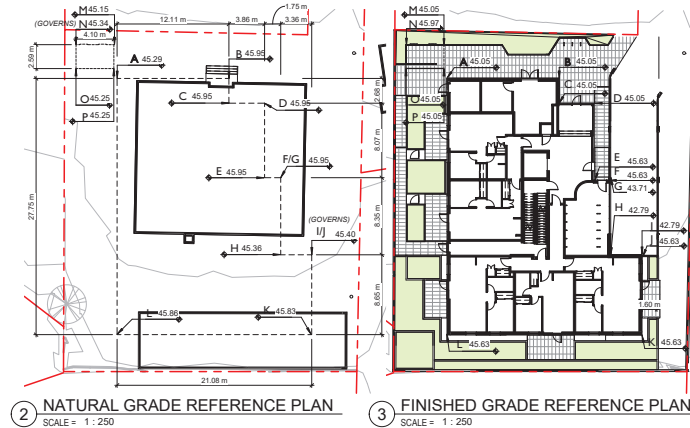 M 45.15
N 45.34
(GOVERNS)
4.10 m
2.59 m
12.11 m
3.86 m
1.75 m
3.36 m
A 45.29
B 45.95
O 45.25
P 45.25
C 45.95
D 45.95
2.68 m
8.07 m
E 45.95
F/G 45.95
27.75 m
8.35 m
(GOVERNS)
I/J 45.40
H 45.36
8.65 m
L 45.86
K 45.83
21.08 m
2 NATURAL GRADE REFERENCE PLAN
SCALE = 1 : 250
M 45.05
N 45.97
A 45.05
B 45.05
C 45.05
D 45.05
O 45.05
P 45.05
E 45.63
F 45.63
G 43.71
H 42.79
42.79
I
J 45.63
1.60 m
L 45.63
K 45.63
3 FINISHED GRADE REFERENCE PLAN
SCALE = 1 : 250